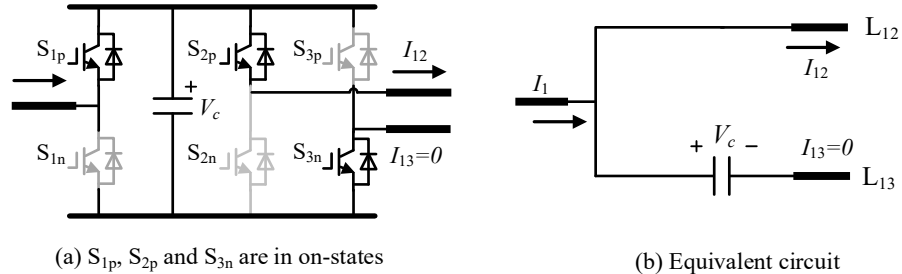 S1p
S2p
S3p
I12
+
Vc
S1n
S2n
S3n
I13=0
(a) S1p, S2p and S3n are in on-states
L12
I12
I1
Vc
+ −
I13=0
L13
(b) Equivalent circuit